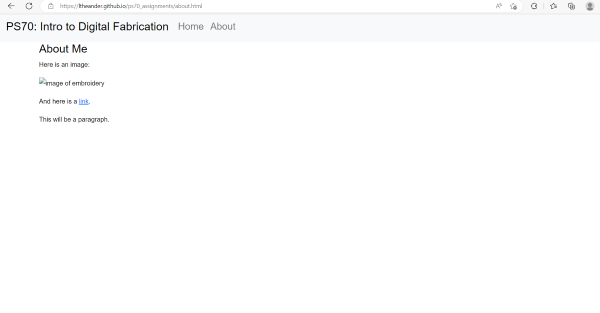 https://ltheander.github.io/ps70_assignments/about.html
PS70: Intro to Digital Fabrication Home About
About Me
Here is an image:
image of embroidery
And here is a link.
This will be a paragraph.